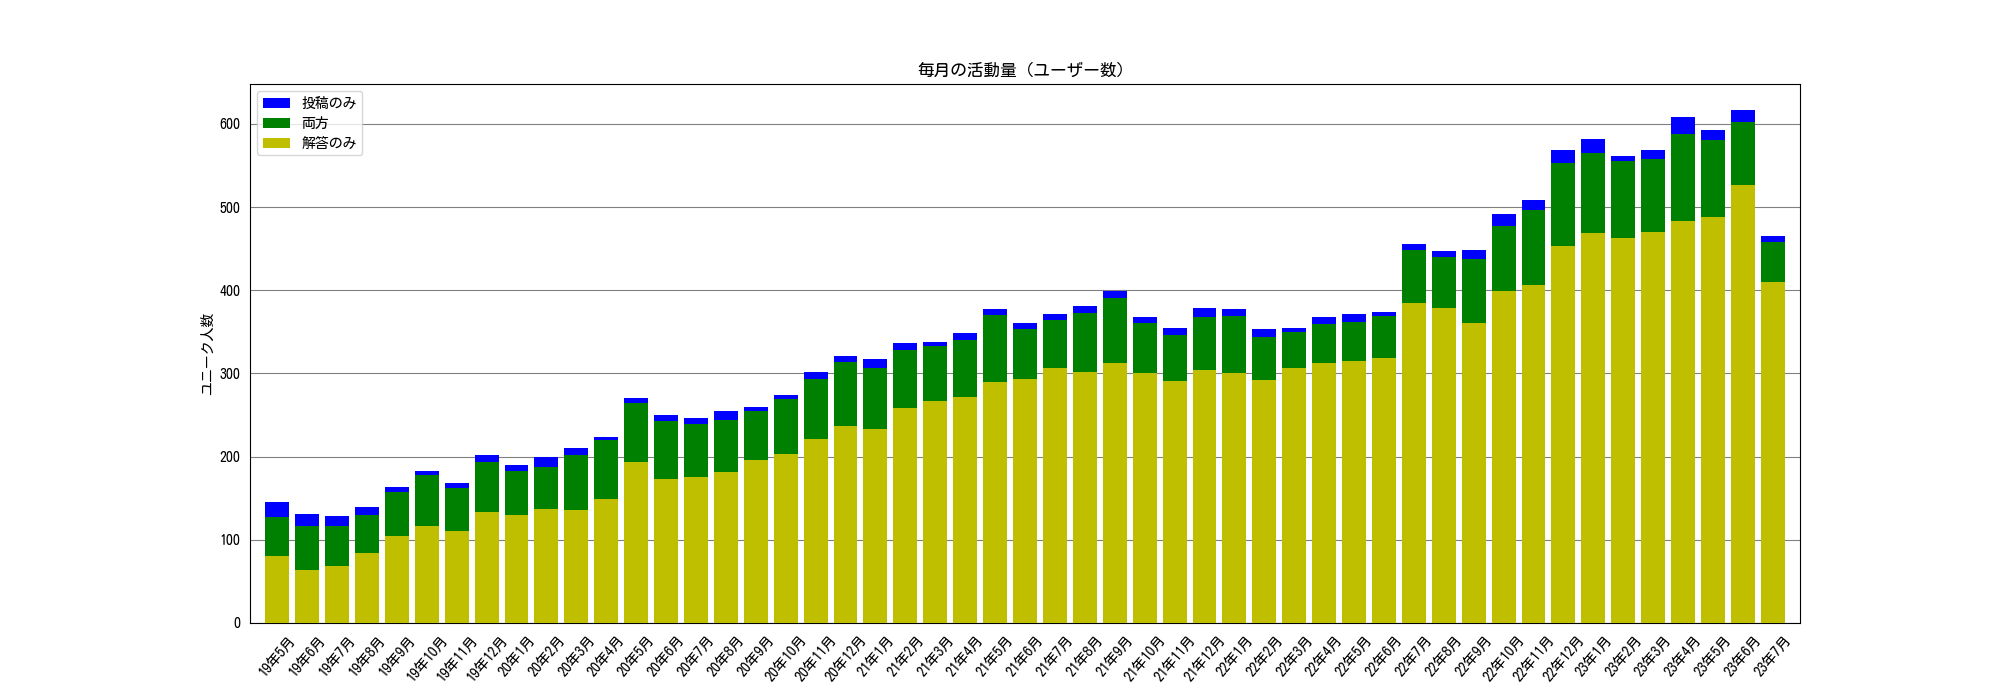 毎月の活動量（ユーザー数）
投稿のみ
両方
解答のみ
ユニーク人数
600
500
400
300
200
100
0
19年5月
19年6月
19年7月
19年8月
19年9月
19年10月
19年11月
19年12月
20年1月
20年2月
20年3月
20年4月
20年5月
20年6月
20年7月
20年8月
20年9月
20年10月
20年11月
20年12月
21年1月
21年2月
21年3月
21年4月
21年5月
21年6月
21年7月
21年8月
21年9月
21年10月
21年11月
21年12月
22年1月
22年2月
22年3月
22年4月
22年5月
22年6月
22年7月
22年8月
22年9月
22年10月
22年11月
22年12月
23年1月
23年2月
23年3月
23年4月
23年5月
23年6月
23年7月